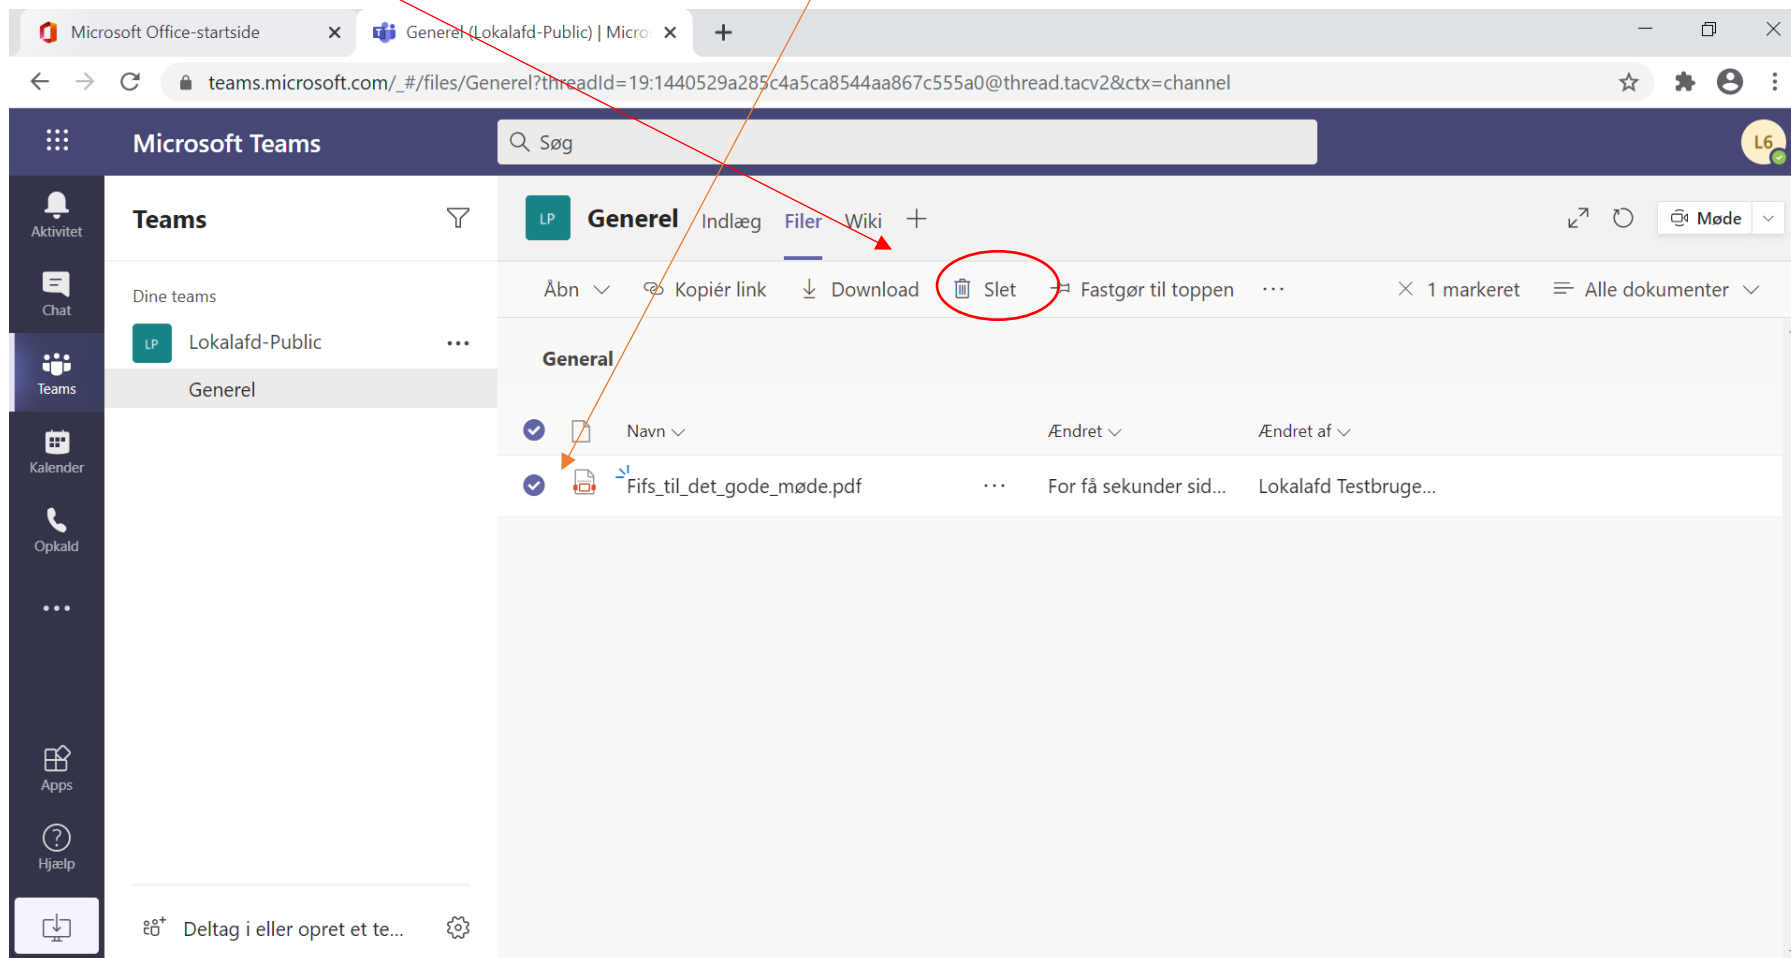 Microsoft Office-startside
Generel (Lokalafd-Public) | Micro
teams.microsoft.com/_#/files/Generel?threadId=19:1440529a285c4a5ca8544aa867c555a0@thread.tacv2&ctx=channel
Microsoft Teams
Søg
L6
Aktivitet
Chat
Teams
Kalender
Opkald
Apps
Hjælp
Teams
Dine teams
LP Lokalafd-Public
Generel
Deltag i eller opret et te...
LP Generel Indlæg Filer Wiki
Møde
Åbn Kopiér link Download Slet Fastgør til toppen ... 1 markeret Alle dokumenter
General
Navn Ændret Ændret af
Fifs_til_det_gode_møde.pdf ... For få sekunder sid... Lokalafd Testbruge...